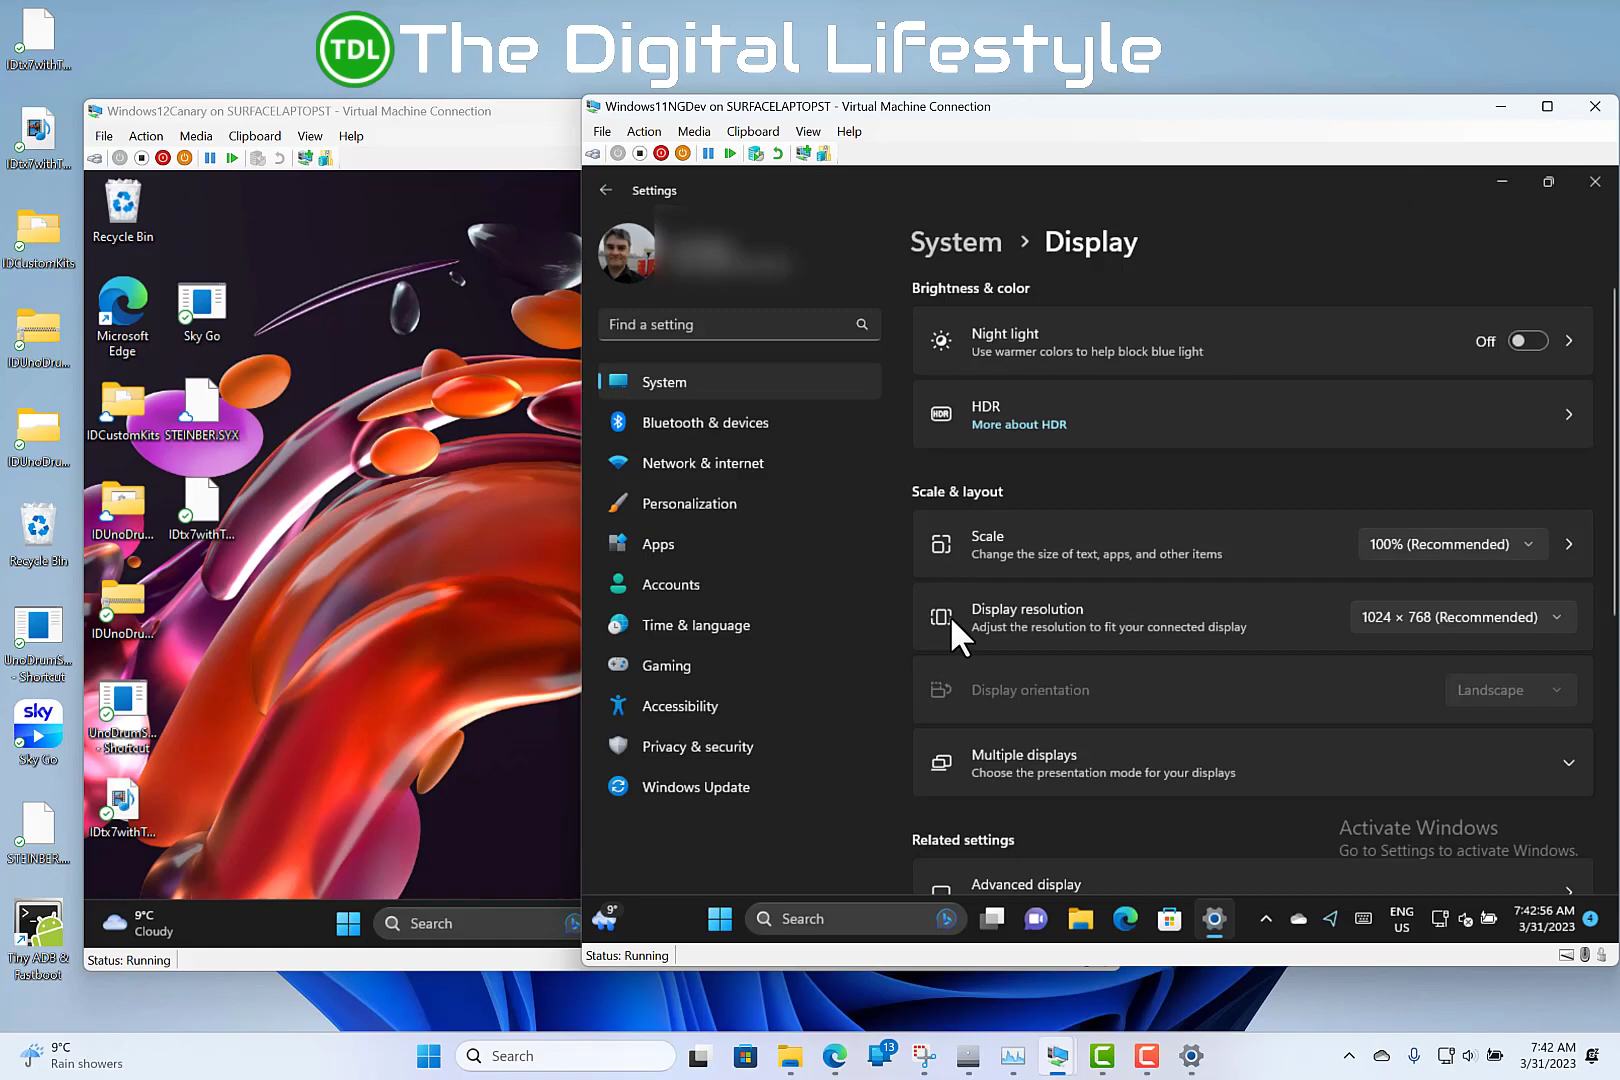 TDL The Digital Lifestyle
IDtx7withT...
IDtx7withT...
IDCustomKits
IDUnoDru...
IDUnoDru...
Recycle Bin
UnoDrumS...
- Shortcut
sky
Sky Go
STEINBER....
Tiny ADB &
Fastboot
Windows12Canary on SURFACELAPTOPST - Virtual Machine Connection
File Action Media Clipboard View Help
Recycle Bin
Microsoft
Edge
Sky Go
IDCustomKits
STEINBER.SYX
IDUnoDru...
IDtx7withT...
IDUnoDru...
UnoDrumS...
- Shortcut
IDtx7withT...
9°C
Cloudy
Search
Status: Running
Windows11NGDev on SURFACELAPTOPST - Virtual Machine Connection
File Action Media Clipboard View Help
Settings
Find a setting
System
Bluetooth & devices
Network & internet
Personalization
Apps
Accounts
Time & language
Gaming
Accessibility
Privacy & security
Windows Update
System › Display
Brightness & color
Night light
Use warmer colors to help block blue light
Off
HDR
HDR
More about HDR
Scale & layout
Scale
Change the size of text, apps, and other items
100% (Recommended)
Display resolution
Adjust the resolution to fit your connected display
1024 × 768 (Recommended)
Display orientation
Landscape
Multiple displays
Choose the presentation mode for your displays
Activate Windows
Go to Settings to activate Windows.
Related settings
Advanced display
9°
Search
ENG
US
7:42:56 AM
3/31/2023
4
Status: Running
9°C
Rain showers
Search
13
7:42 AM
3/31/2023